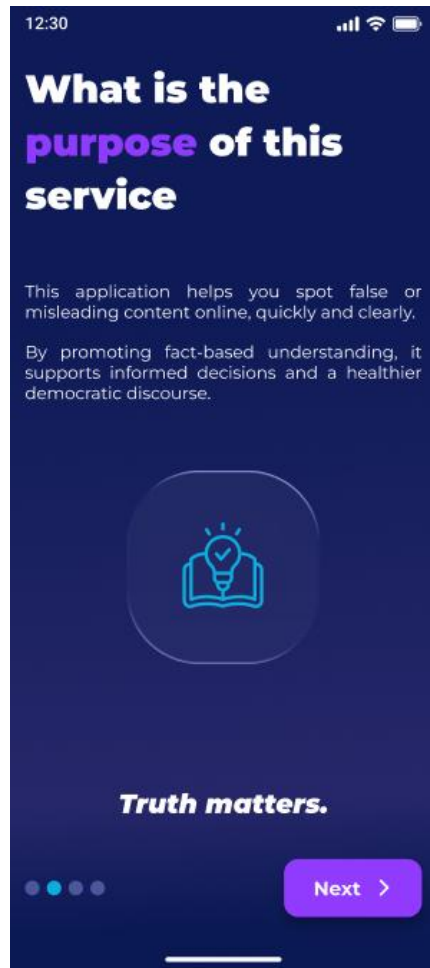 12:30
What is the
purpose of this
service
This application helps you spot false or
misleading content online, quickly and clearly.
By promoting fact-based understanding, it
supports informed decisions and a healthier
democratic discourse.
Truth matters.
Next